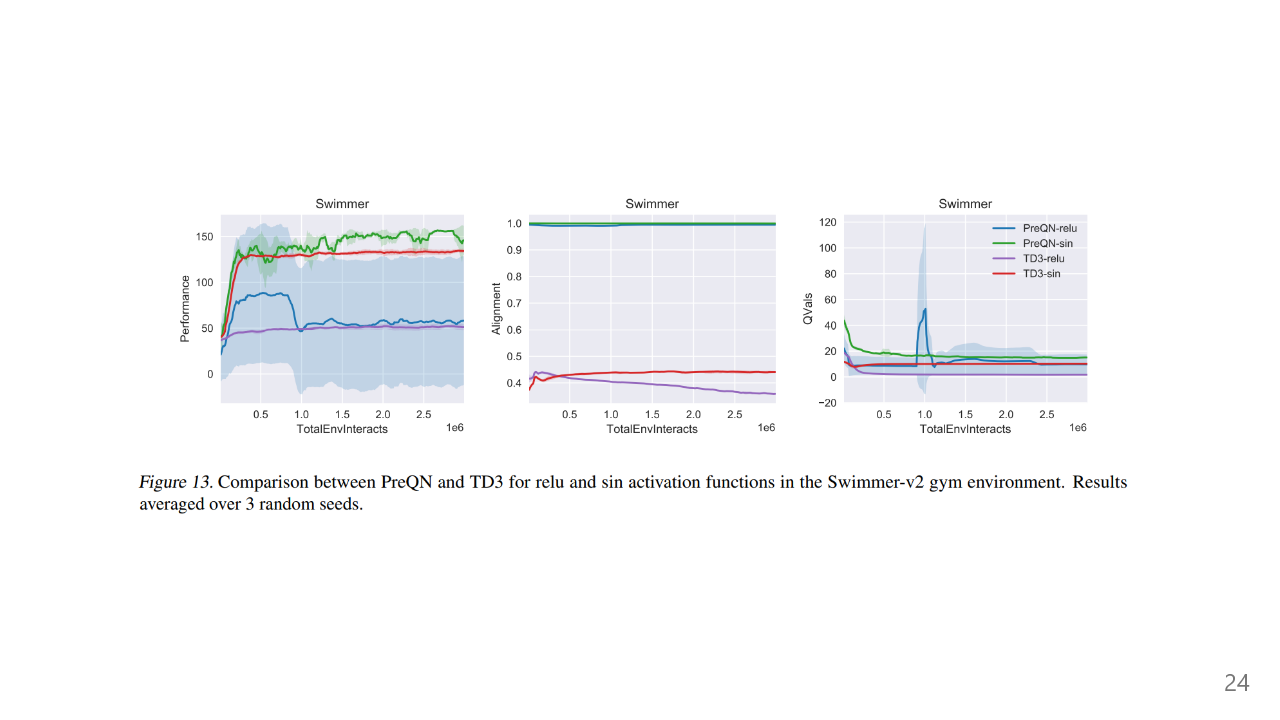 Swimmer
150
100
50
0
Performance
0.5 1.0 1.5 2.0 2.5
TotalEnvInteracts 1e6
Swimmer
1.0
0.9
0.8
0.7
0.6
0.5
0.4
Alignment
0.5 1.0 1.5 2.0 2.5
TotalEnvInteracts 1e6
Swimmer
120
100
80
60
40
20
0
−20
QVals
PreQN-relu
PreQN-sin
TD3-relu
TD3-sin
0.5 1.0 1.5 2.0 2.5
TotalEnvInteracts 1e6
Figure 13. Comparison between PreQN and TD3 for relu and sin activation functions in the Swimmer-v2 gym environment. Results
averaged over 3 random seeds.
24